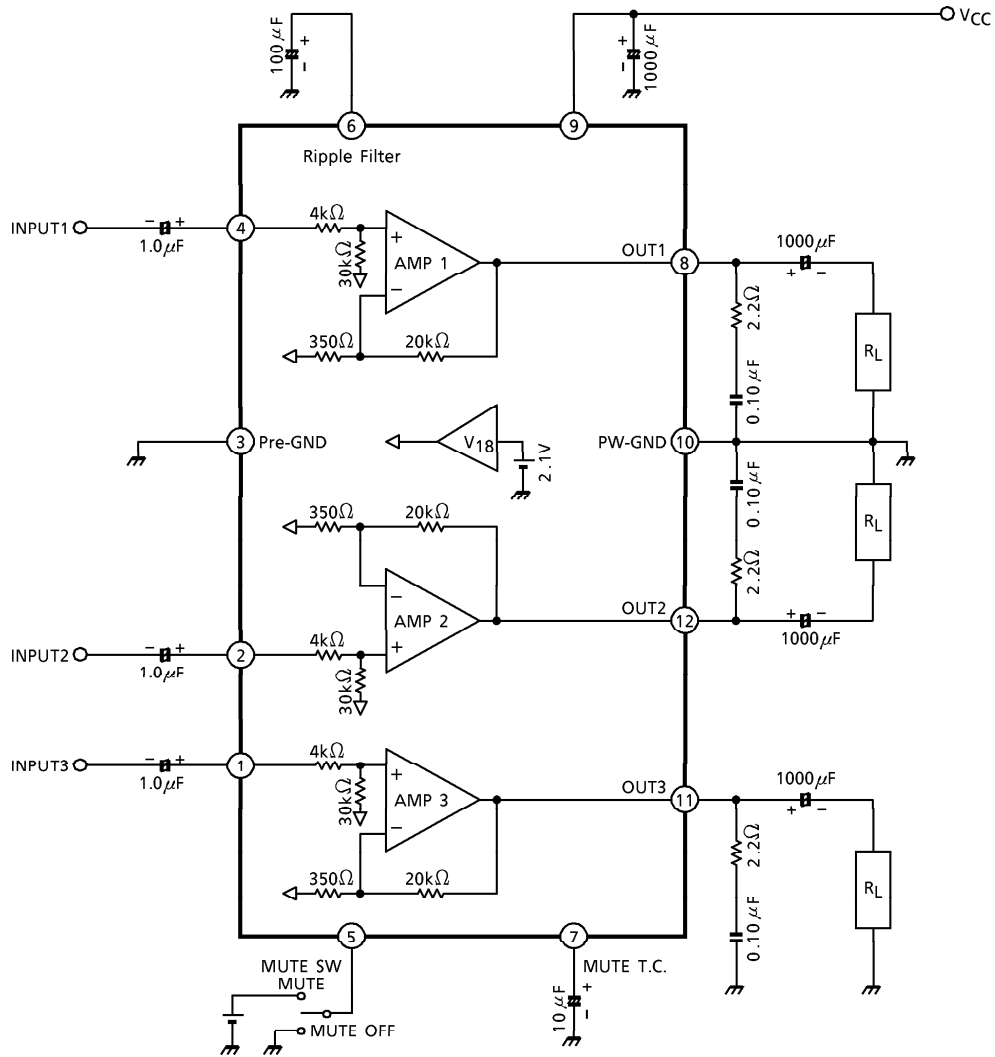 100μF
+
−
+
−
1000μF
VCC
6
9
Ripple Filter
INPUT1
− +
1.0μF
4
4kΩ
30kΩ
+
AMP 1
−
350Ω
20kΩ
OUT1
8
1000μF
+ −
2.2Ω
0.10μF
RL
3
Pre-GND
V18
2.1V
PW-GND
10
350Ω
20kΩ
0.10μF
2.2Ω
RL
−
AMP 2
+
OUT2
12
+ −
1000μF
INPUT2
− +
1.0μF
2
4kΩ
30kΩ
INPUT3
− +
1.0μF
1
4kΩ
30kΩ
+
AMP 3
−
350Ω
20kΩ
OUT3
11
1000μF
+ −
2.2Ω
0.10μF
RL
5
7
MUTE SW
MUTE
MUTE OFF
MUTE T.C.
10μF
+
−